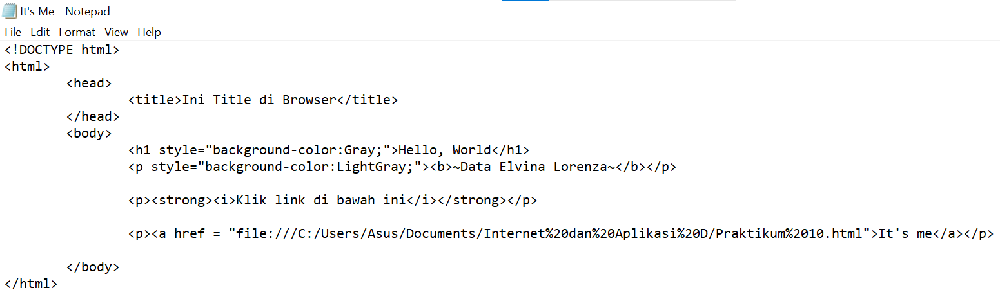 It's Me - Notepad
File Edit Format View Help
<!DOCTYPE html>
<html>
<head>
<title>Ini Title di Browser</title>
</head>
<body>
<h1 style="background-color:Gray;">Hello, World</h1>
<p style="background-color:LightGray;"><b>~Data Elvina Lorenza~</b></p>
<p><strong><i>Klik link di bawah ini</i></strong></p>
<p><a href = "file:///C:/Users/Asus/Documents/Internet%20dan%20Aplikasi%20D/Praktikum%2010.html">It's me</a></p>
</body>
</html>